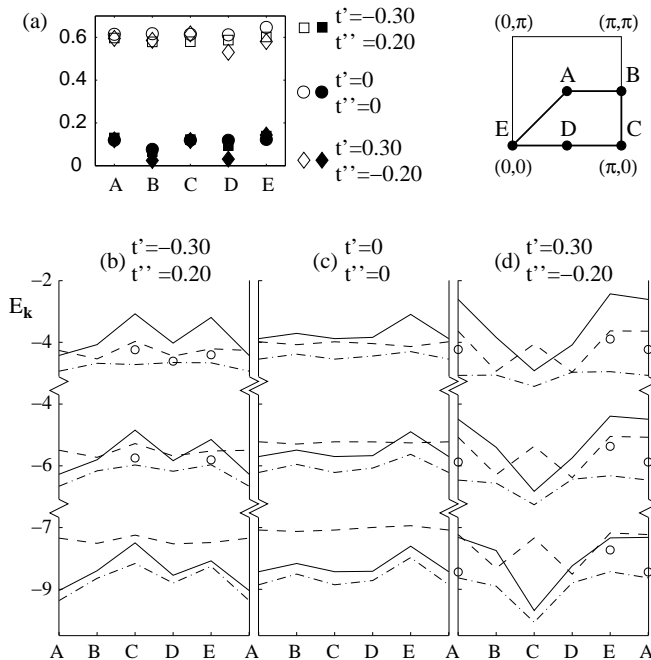 (a)
0.6
0.4
0.2
0
A B C D E
t'=−0.30
t''=0.20
t'=0
t''=0
t'=0.30
t''=−0.20
(0,π) (π,π)
A B
E D C
(0,0) (π,0)
(b) t'=−0.30
t''=0.20
(c) t'=0
t''=0
(d) t'=0.30
t''=−0.20
E_k
−2
−4
−4
−6
−7
−9
A B C D E A B C D E A B C D E A